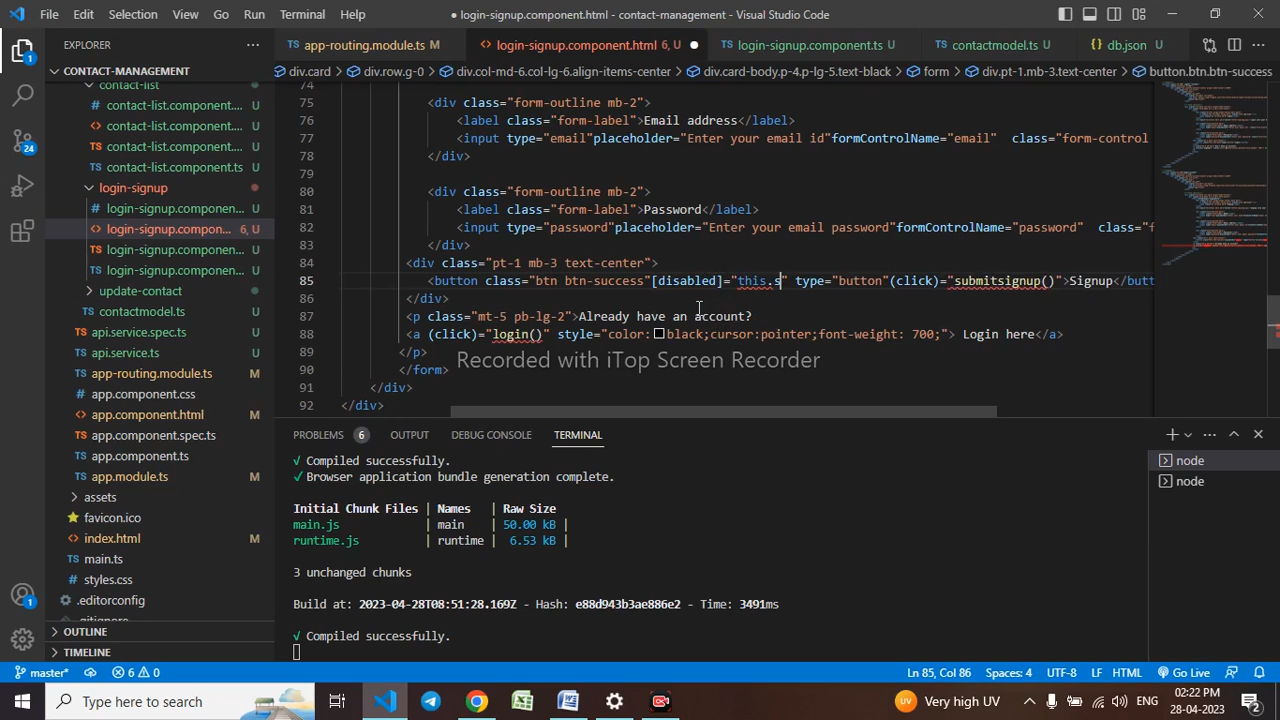 File Edit Selection View Go Run Terminal Help
● login-signup.component.html - contact-management - Visual Studio Code
EXPLORER
app-routing.module.ts M
login-signup.component.html 6, U
login-signup.component.ts U
contactmodel.ts U
db.json U
CONTACT-MANAGEMENT
div.card > div.row.g-0 > div.col-md-6.col-lg-6.align-items-center > div.card-body.p-4.p-lg-5.text-black > form > div.pt-1.mb-3.text-center > button.btn.btn-success
contact-list
contact-list.component.... U
contact-list.component.... U
contact-list.component.... U
contact-list.component.ts U
login-signup
login-signup.componen... U
login-signup.compon... 6, U
login-signup.componen... U
login-signup.componen... U
update-contact
contactmodel.ts U
api.service.spec.ts U
api.service.ts U
app-routing.module.ts M
app.component.css
app.component.html M
app.component.spec.ts
app.component.ts
app.module.ts M
assets
favicon.ico
index.html M
main.ts
styles.css
.editorconfig
.gitignore
OUTLINE
TIMELINE
1
24
1
74
75 <div class="form-outline mb-2">
76 <label class="form-label">Email address</label>
77 <input type="email"placeholder="Enter your email id"formControlName="email" class="form-control
78 </div>
79
80 <div class="form-outline mb-2">
81 <label class="form-label">Password</label>
82 <input type="password"placeholder="Enter your email password"formControlName="password" class="f
83 </div>
84 <div class="pt-1 mb-3 text-center">
85 <button class="btn btn-success"[disabled]="this.s" type="button"(click)="submitsignup()">Signup</butt
86 </div>
87 <p class="mt-5 pb-lg-2">Already have an account?
88 <a (click)="login()" style="color: black;cursor:pointer;font-weight: 700;"> Login here</a>
89 </p>
90 </form>
91 </div>
92 </div>
Recorded with iTop Screen Recorder
PROBLEMS 6 OUTPUT DEBUG CONSOLE TERMINAL
√ Compiled successfully.
√ Browser application bundle generation complete.
Initial Chunk Files | Names | Raw Size
main.js | main | 50.00 kB |
runtime.js | runtime | 6.53 kB |
3 unchanged chunks
Build at: 2023-04-28T08:51:28.169Z - Hash: e88d943b3ae886e2 - Time: 3491ms
√ Compiled successfully.
node
node
master* 6 0 Ln 85, Col 86 Spaces: 4 UTF-8 LF HTML Go Live
Type here to search
UV Very high UV ENG 02:22 PM
28-04-2023 2